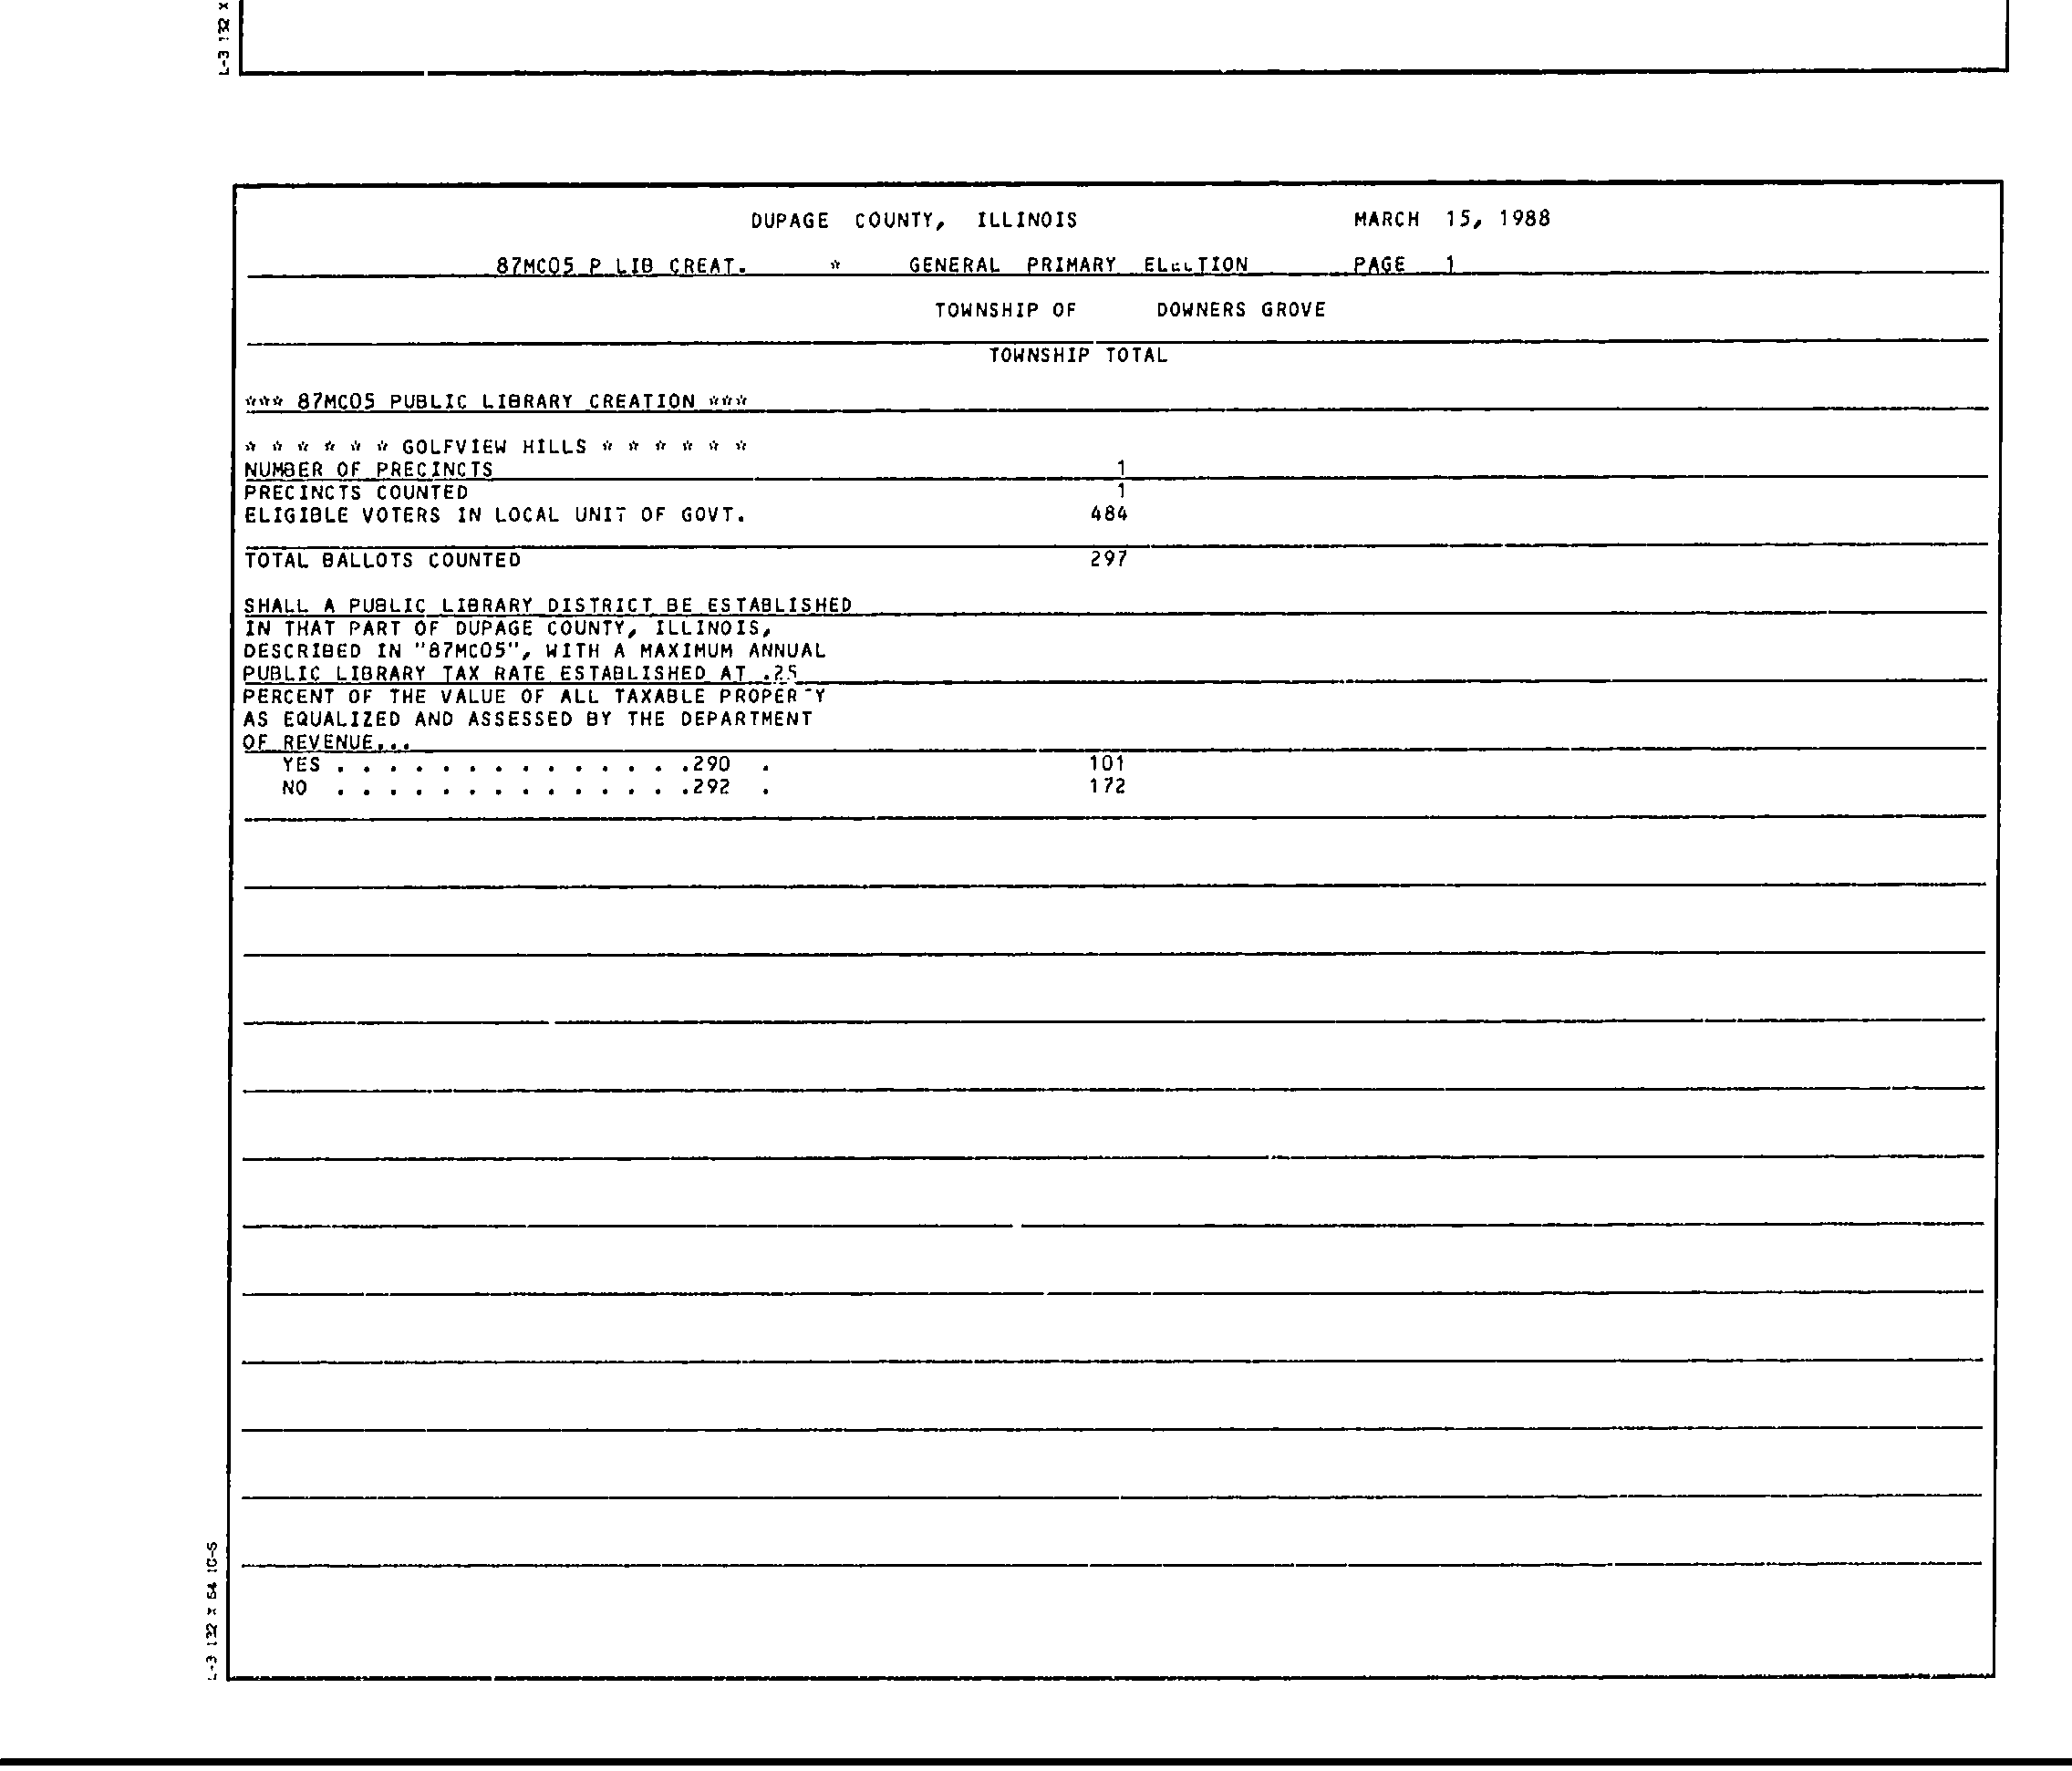 L-3 132 x
DUPAGE COUNTY, ILLINOIS MARCH 15, 1988
87MC05 P LIB CREAT. * GENERAL PRIMARY ELECTION PAGE 1
TOWNSHIP OF DOWNERS GROVE
TOWNSHIP TOTAL
*** 87MC05 PUBLIC LIBRARY CREATION ***
* * * * * * GOLFVIEW HILLS * * * * * *
NUMBER OF PRECINCTS 1
PRECINCTS COUNTED 1
ELIGIBLE VOTERS IN LOCAL UNIT OF GOVT. 484
TOTAL BALLOTS COUNTED 297
SHALL A PUBLIC LIBRARY DISTRICT BE ESTABLISHED
IN THAT PART OF DUPAGE COUNTY, ILLINOIS,
DESCRIBED IN "87MC05", WITH A MAXIMUM ANNUAL
PUBLIC LIBRARY TAX RATE ESTABLISHED AT .25
PERCENT OF THE VALUE OF ALL TAXABLE PROPERTY
AS EQUALIZED AND ASSESSED BY THE DEPARTMENT
OF REVENUE...
YES . . . . . . . . . . . . . .290 . 101
NO . . . . . . . . . . . . . .292 . 172
L-3 132 x 64 10-S